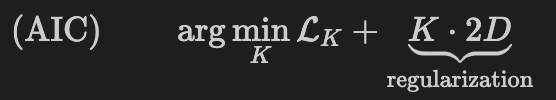 (AIC) arg min_K ℒ_K + K · 2D
regularization